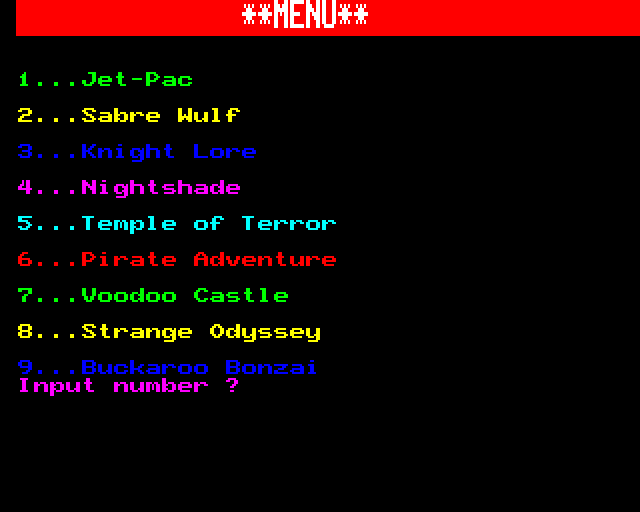 **MENU**
1...Jet-Pac
2...Sabre Wulf
3...Knight Lore
4...Nightshade
5...Temple of Terror
6...Pirate Adventure
7...Voodoo Castle
8...Strange Odyssey
9...Buckaroo Bonzai
Input number ?